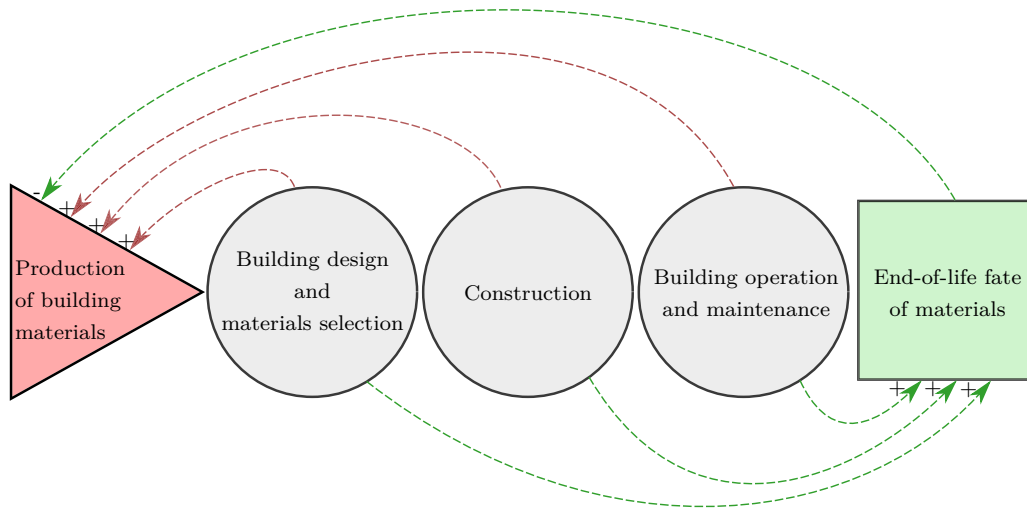 -
+
+
+
Production
of building
materials
Building design
and
materials selection
Construction
Building operation
and maintenance
End-of-life fate
of materials
+
+
+